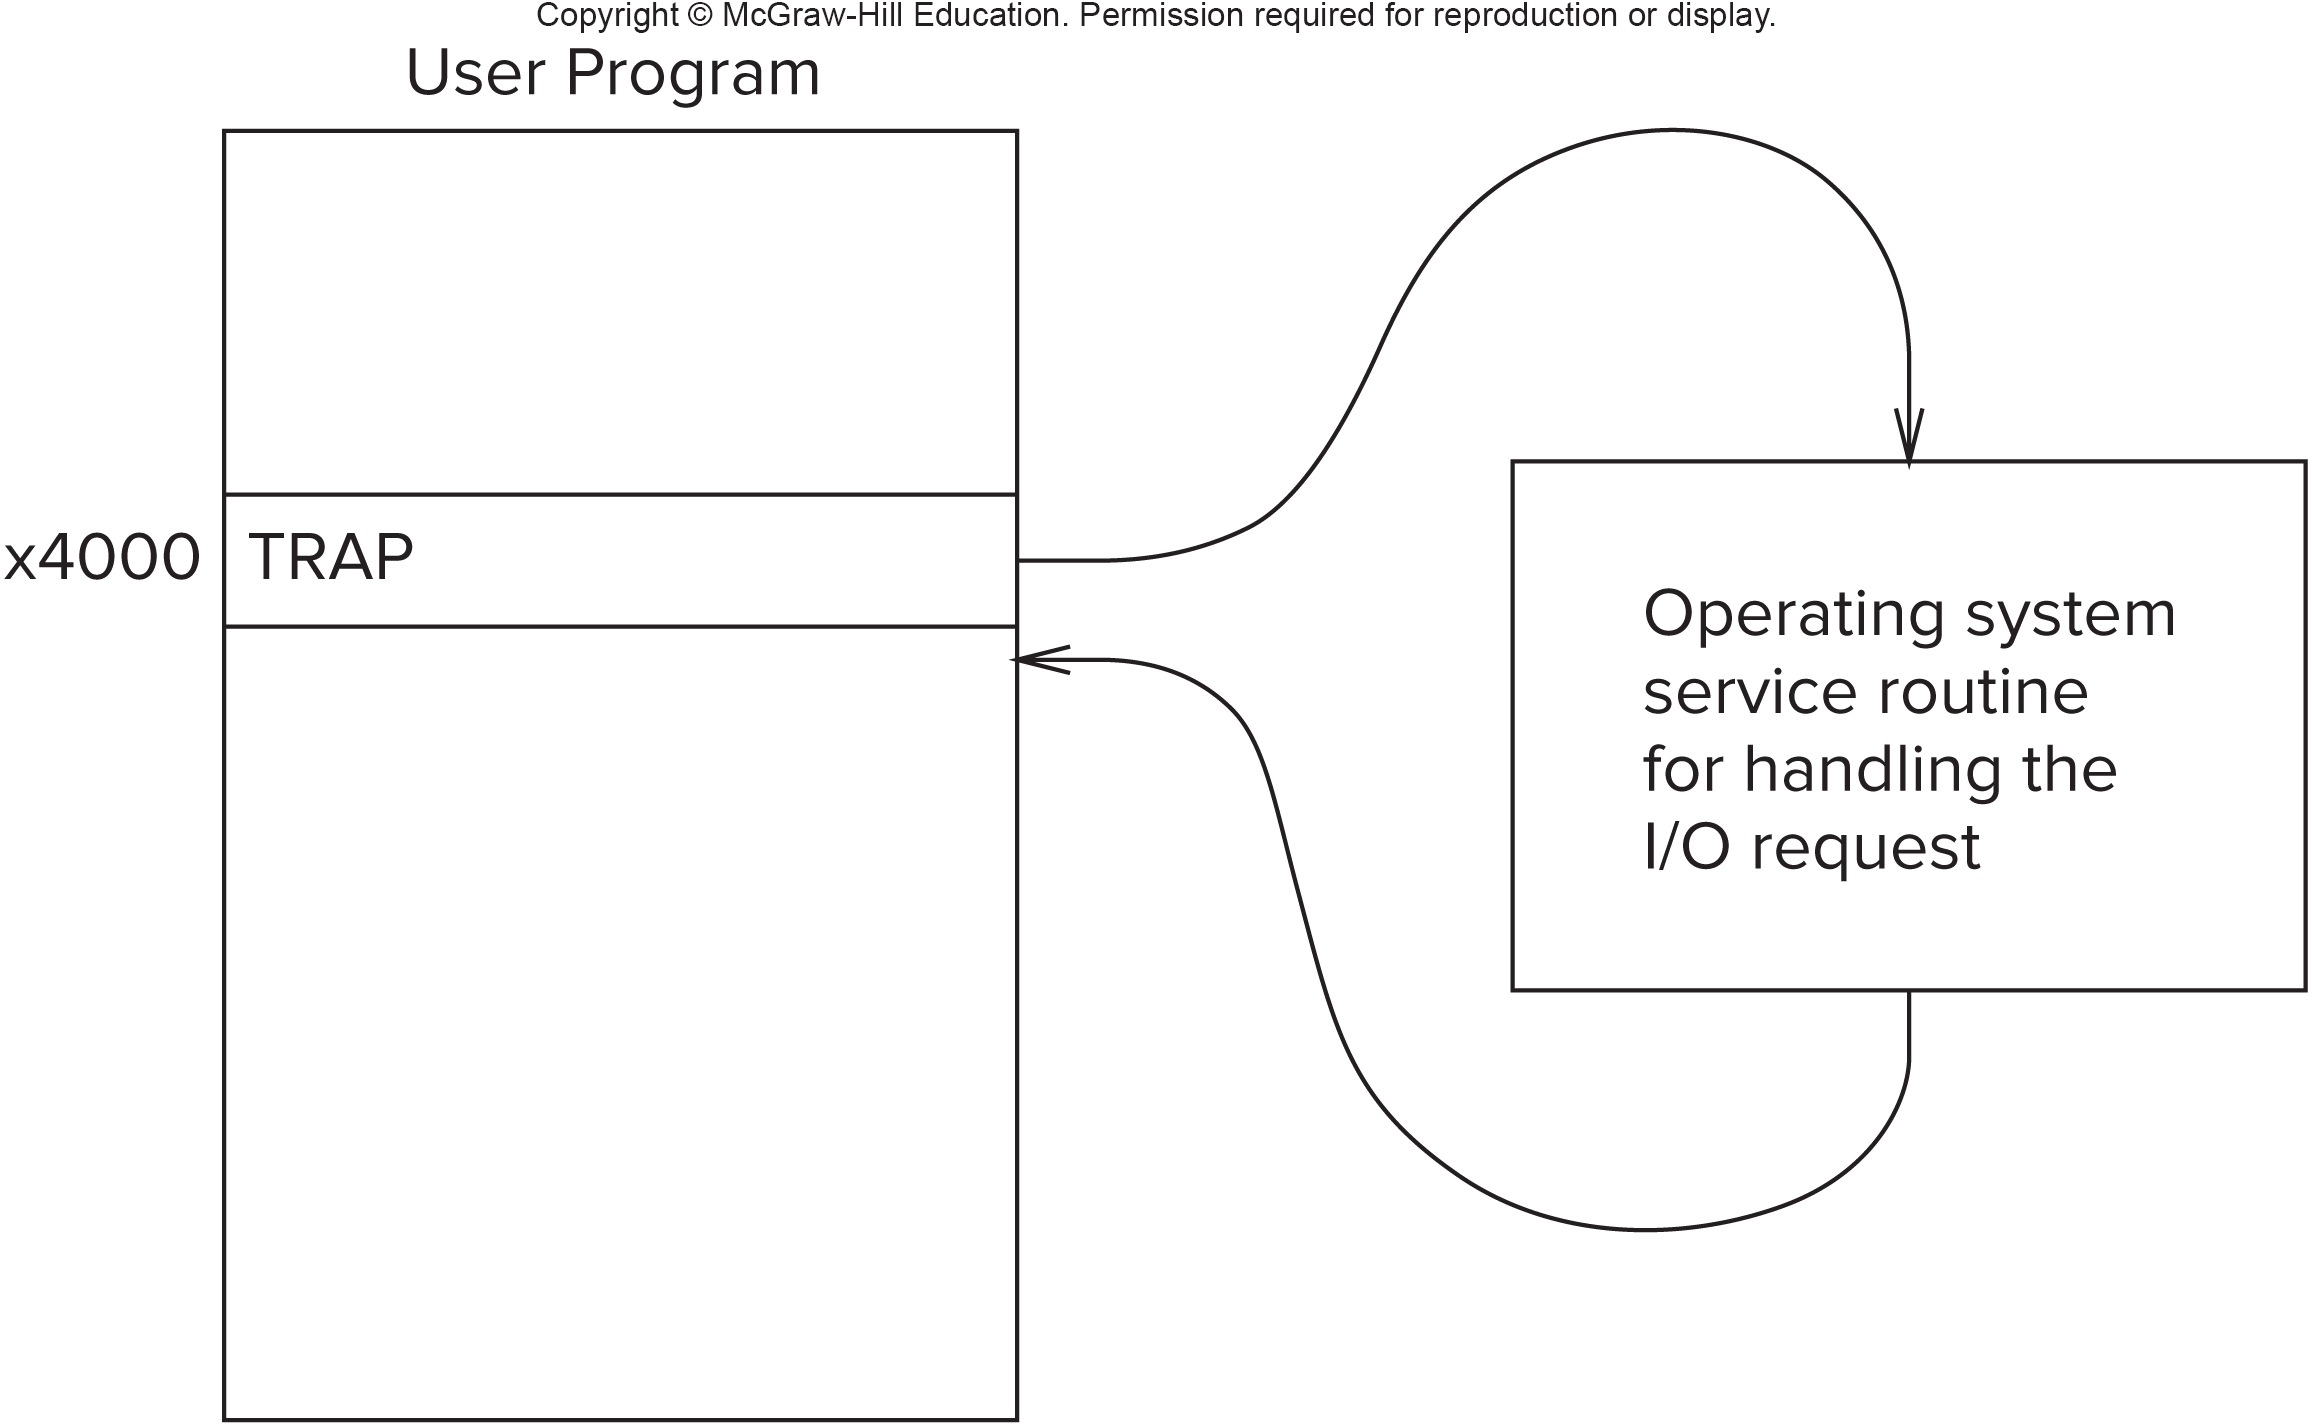 Copyright © McGraw-Hill Education. Permission required for reproduction or display.
User Program
x4000
TRAP
Operating system
service routine
for handling the
I/O request